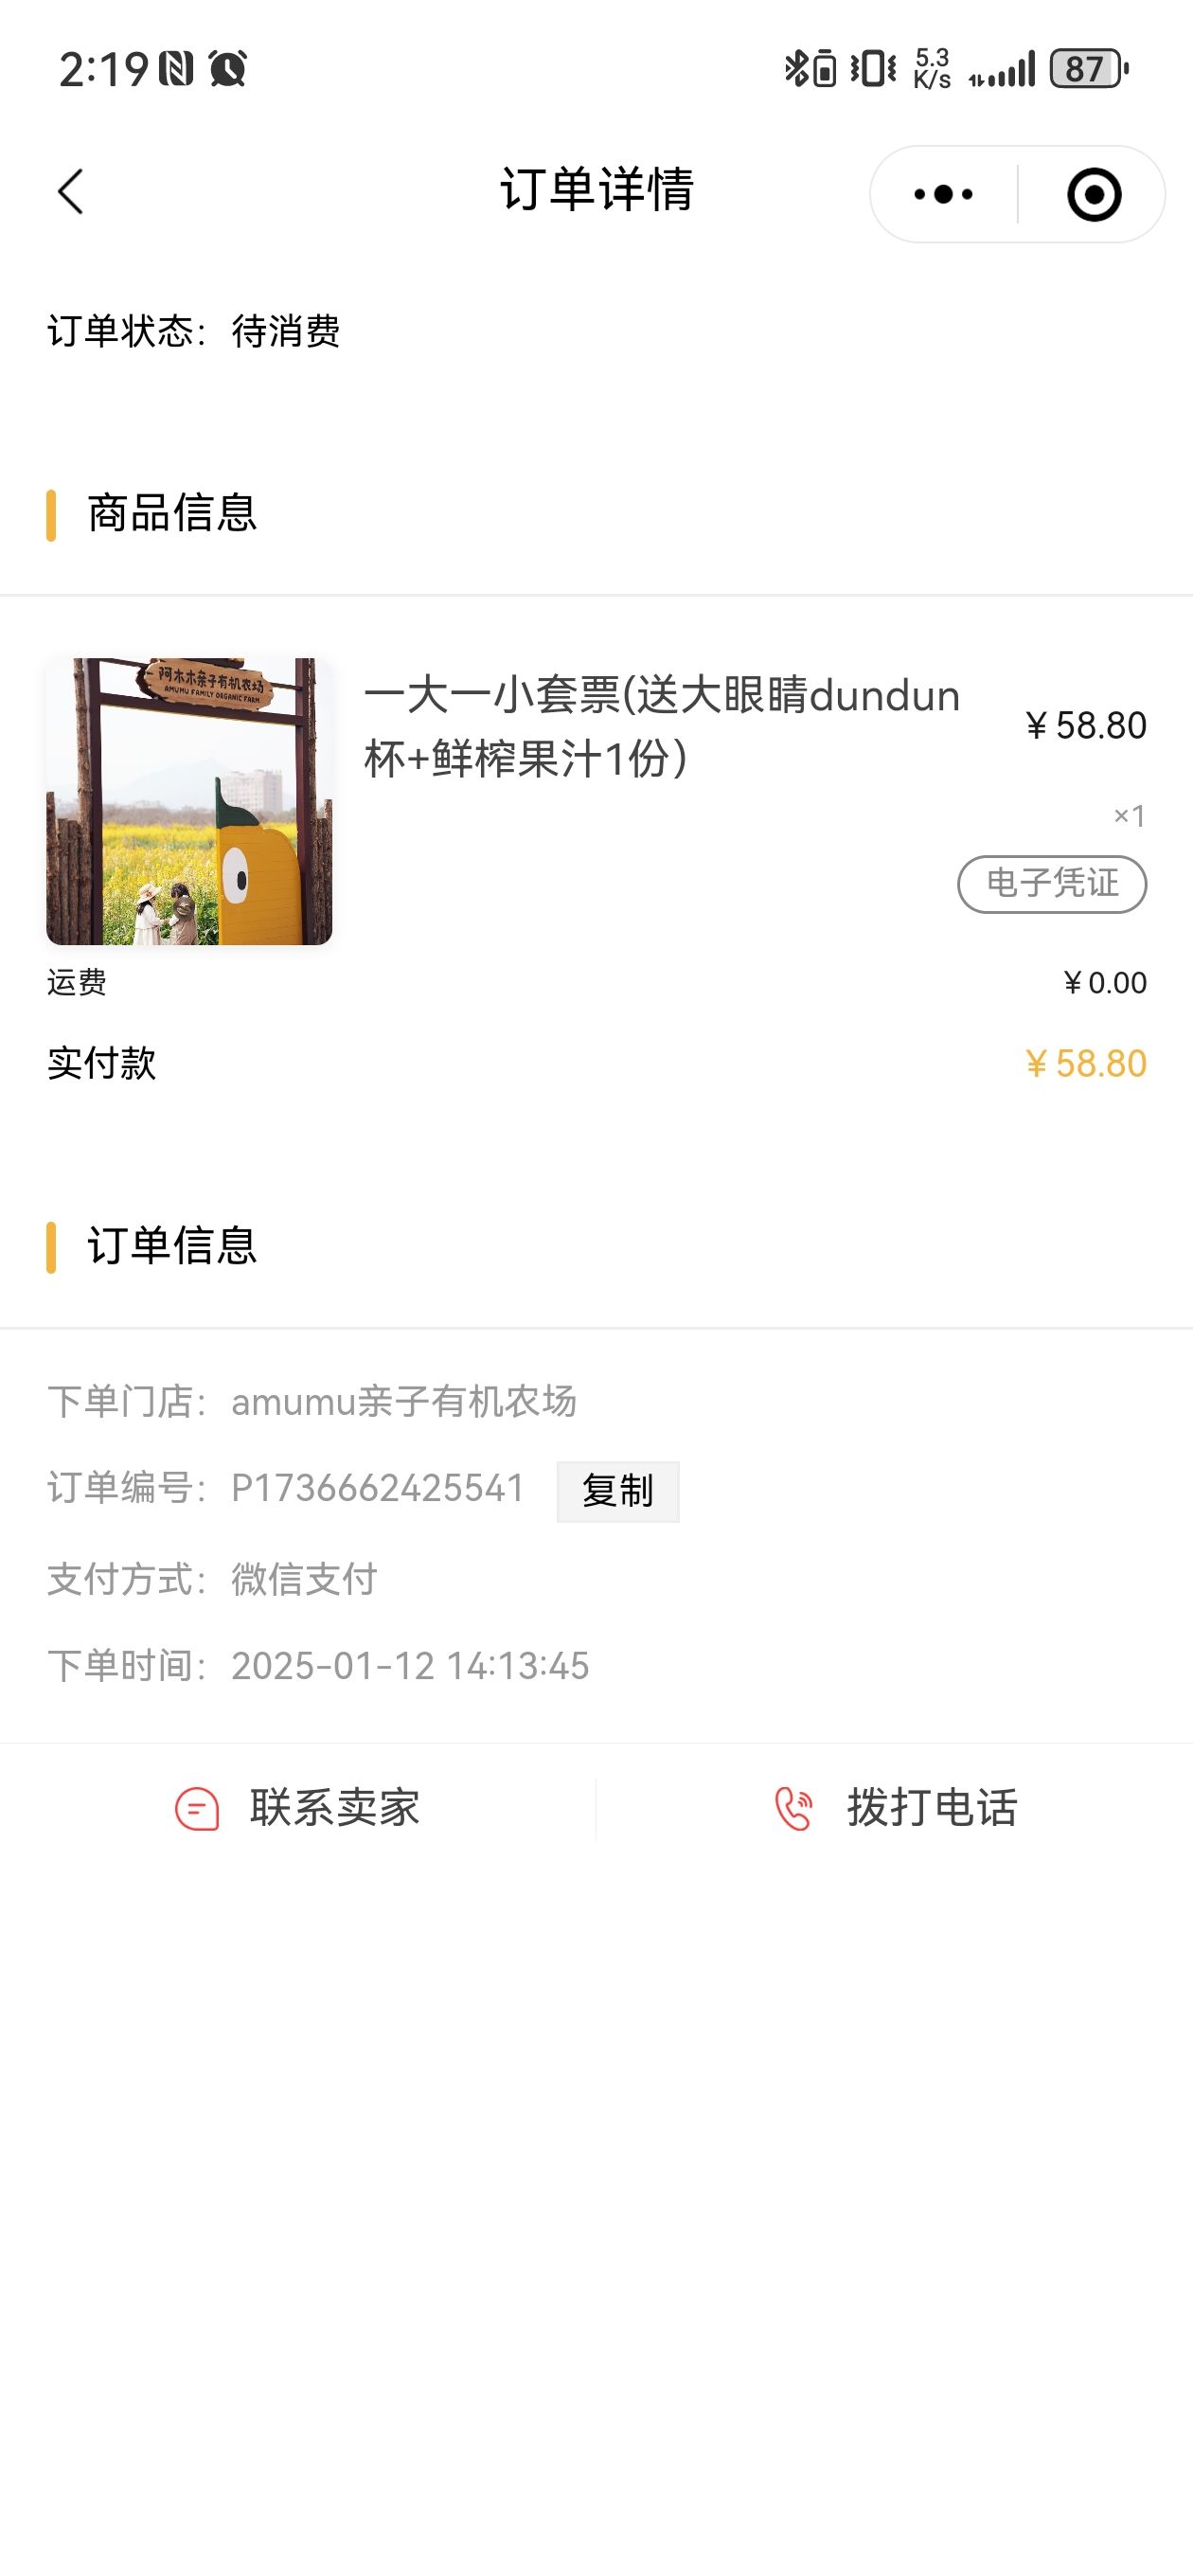 2:19
5.3
K/s
87
订单详情
订单状态：待消费
商品信息
阿木木亲子有机农场
AMUMU FAMILY ORGANIC FARM
一大一小套票(送大眼睛dundun
杯+鲜榨果汁1份)
¥ 58.80
×1
电子凭证
运费
¥ 0.00
实付款
¥ 58.80
订单信息
下单门店：amumu亲子有机农场
订单编号：P1736662425541 复制
支付方式：微信支付
下单时间：2025-01-12 14:13:45
联系卖家
拨打电话